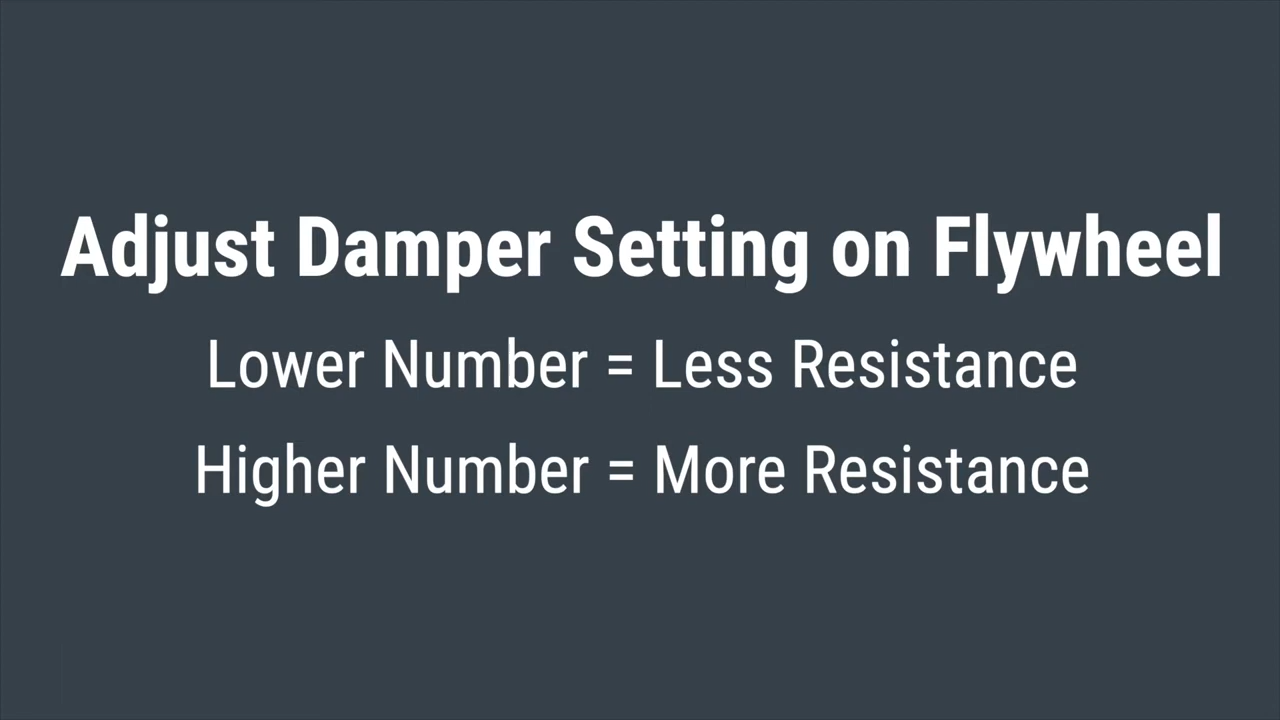 Adjust Damper Setting on Flywheel
Lower Number = Less Resistance
Higher Number = More Resistance